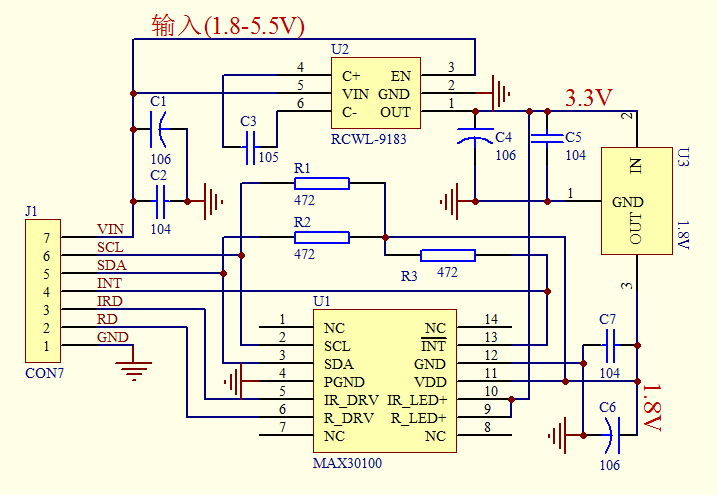 输入(1.8-5.5V)
U2
4 C+ EN 3
5 VIN GND 2
6 C- OUT 1
RCWL-9183
3.3V
C1
106
C2
104
C3
105
C4
106
C5
104
2
U3
IN
1 GND
OUT
1.8V
3
R1
472
R2
472
R3
472
J1
7 VIN
6 SCL
5 SDA
4 INT
3 IRD
2 RD
1 GND
CON7
U1
1 NC NC 14
2 SCL INT 13
3 SDA GND 12
4 PGND VDD 11
5 IR_DRV IR_LED+ 10
6 R_DRV R_LED+ 9
7 NC NC 8
MAX30100
C7
104
1.8V
C6
106